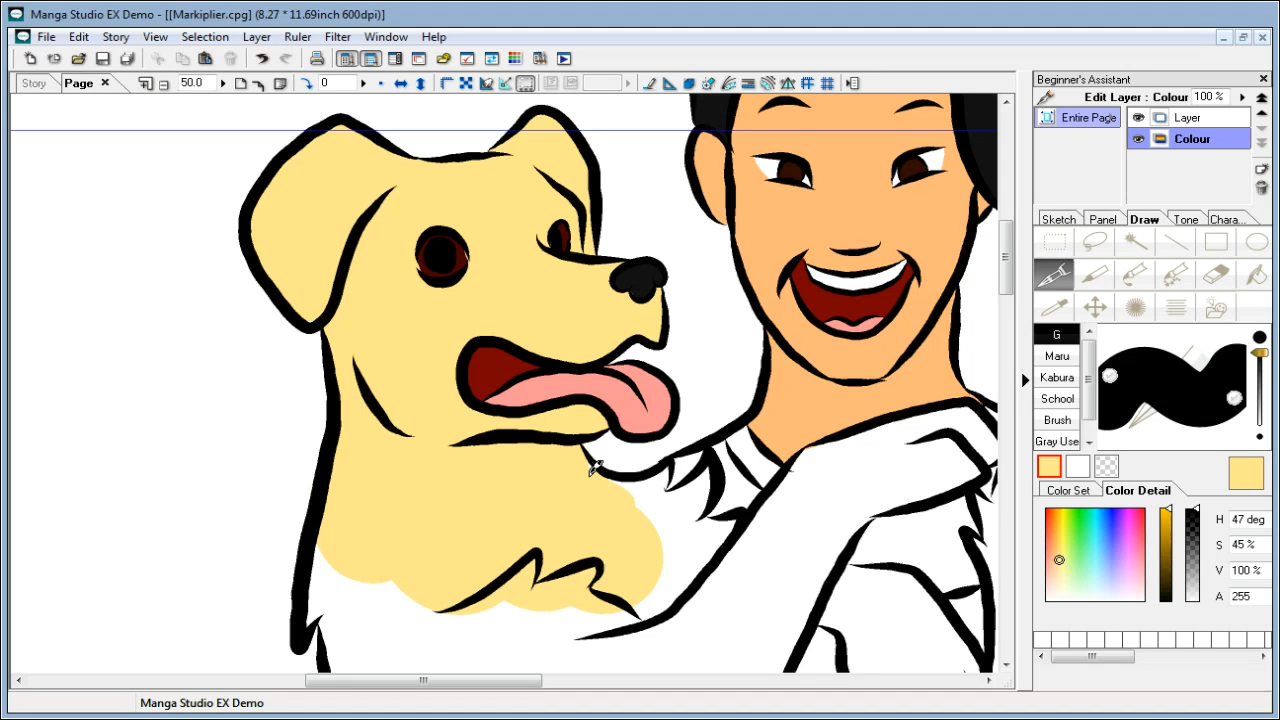 Manga Studio EX Demo - [[Markiplier.cpg] (8.27 * 11.69inch 600dpi)]
File Edit Story View Selection Layer Ruler Filter Window Help
Story Page 50.0 0
Beginner's Assistant
Edit Layer : Colour 100 %
Entire Page
Layer
Colour
Sketch Panel Draw Tone Chara...
G
Maru
Kabura
School
Brush
Gray Use
Color Set Color Detail
H 47 deg
S 45 %
V 100 %
A 255
Manga Studio EX Demo